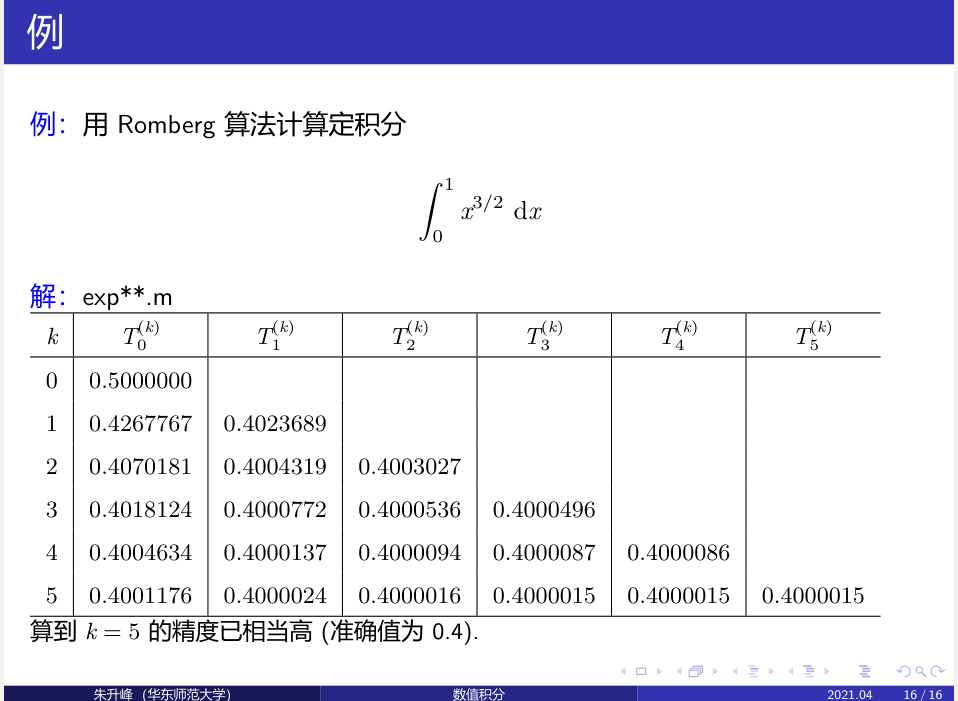 例
例：用 Romberg 算法计算定积分
∫₀¹ x^{3/2} dx
解：exp**.m
k T_0^{(k)} T_1^{(k)} T_2^{(k)} T_3^{(k)} T_4^{(k)} T_5^{(k)}
0 0.5000000
1 0.4267767 0.4023689
2 0.4070181 0.4004319 0.4003027
3 0.4018124 0.4000772 0.4000536 0.4000496
4 0.4004634 0.4000137 0.4000094 0.4000087 0.4000086
5 0.4001176 0.4000024 0.4000016 0.4000015 0.4000015 0.4000015
算到 k = 5 的精度已相当高 (准确值为 0.4).
朱升峰（华东师范大学） 数值积分 2021.04 16 / 16